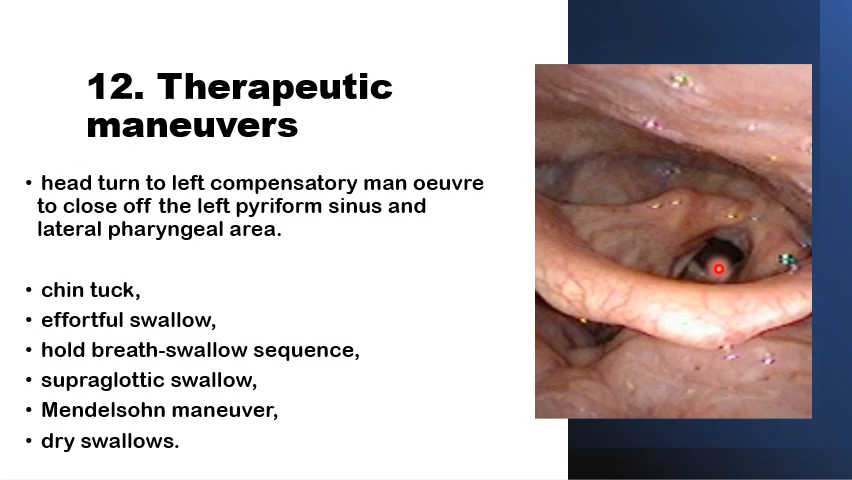 12. Therapeutic
maneuvers
• head turn to left compensatory man oeuvre
to close off the left pyriform sinus and
lateral pharyngeal area.
• chin tuck,
• effortful swallow,
• hold breath-swallow sequence,
• supraglottic swallow,
• Mendelsohn maneuver,
• dry swallows.